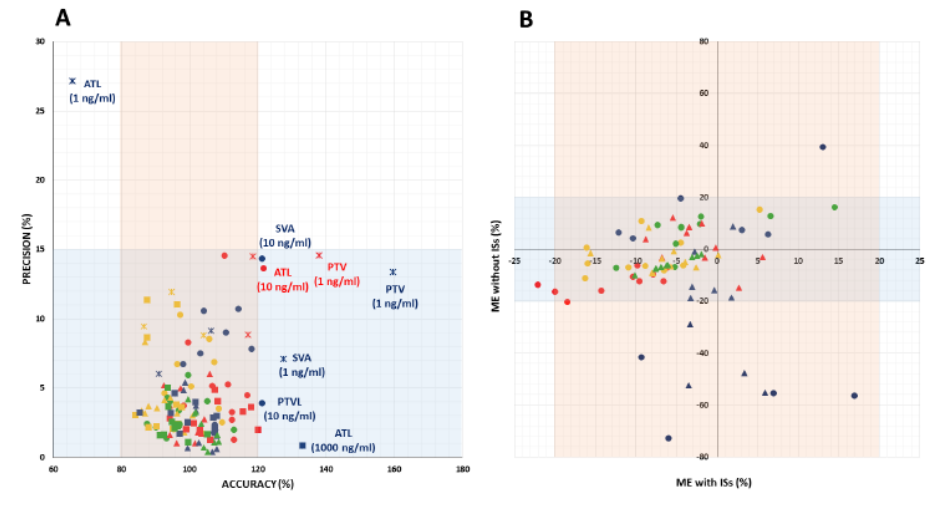 A
30
25
20
15
10
5
0
60
80
100
120
140
160
180
PRECISION (%)
ACCURACY (%)
ATL
(1 ng/ml)
SVA
(10 ng/ml)
ATL
(10 ng/ml)
PTV
(1 ng/ml)
PTV
(1 ng/ml)
SVA
(1 ng/ml)
PTVL
(10 ng/ml)
ATL
(1000 ng/ml)
B
80
60
40
20
0
-20
-40
-60
-80
-25
-20
-15
-10
-5
0
5
10
15
20
25
ME without ISs (%)
ME with ISs (%)